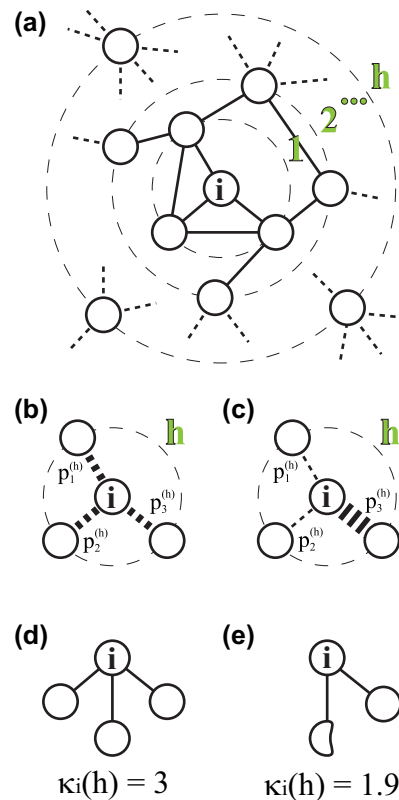 (a)
h
2
1
i
(b) (c)
h h
p₁⁽ʰ⁾ p₁⁽ʰ⁾
i p₃⁽ʰ⁾ i p₃⁽ʰ⁾
p₂⁽ʰ⁾ p₂⁽ʰ⁾
(d) (e)
i i
κi(h) = 3 κi(h) = 1.9